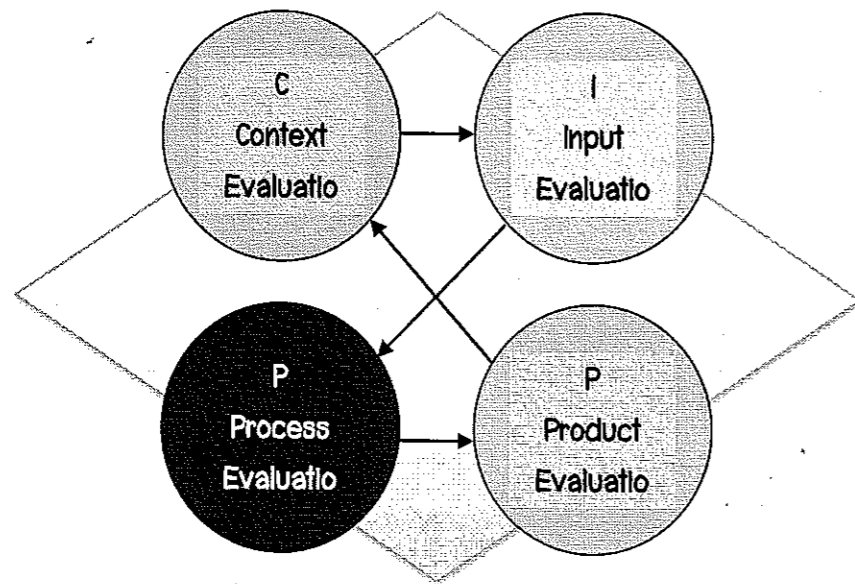 C
Context
Evaluatio
I
Input
Evaluatio
P
Process
Evaluatio
P
Product
Evaluatio